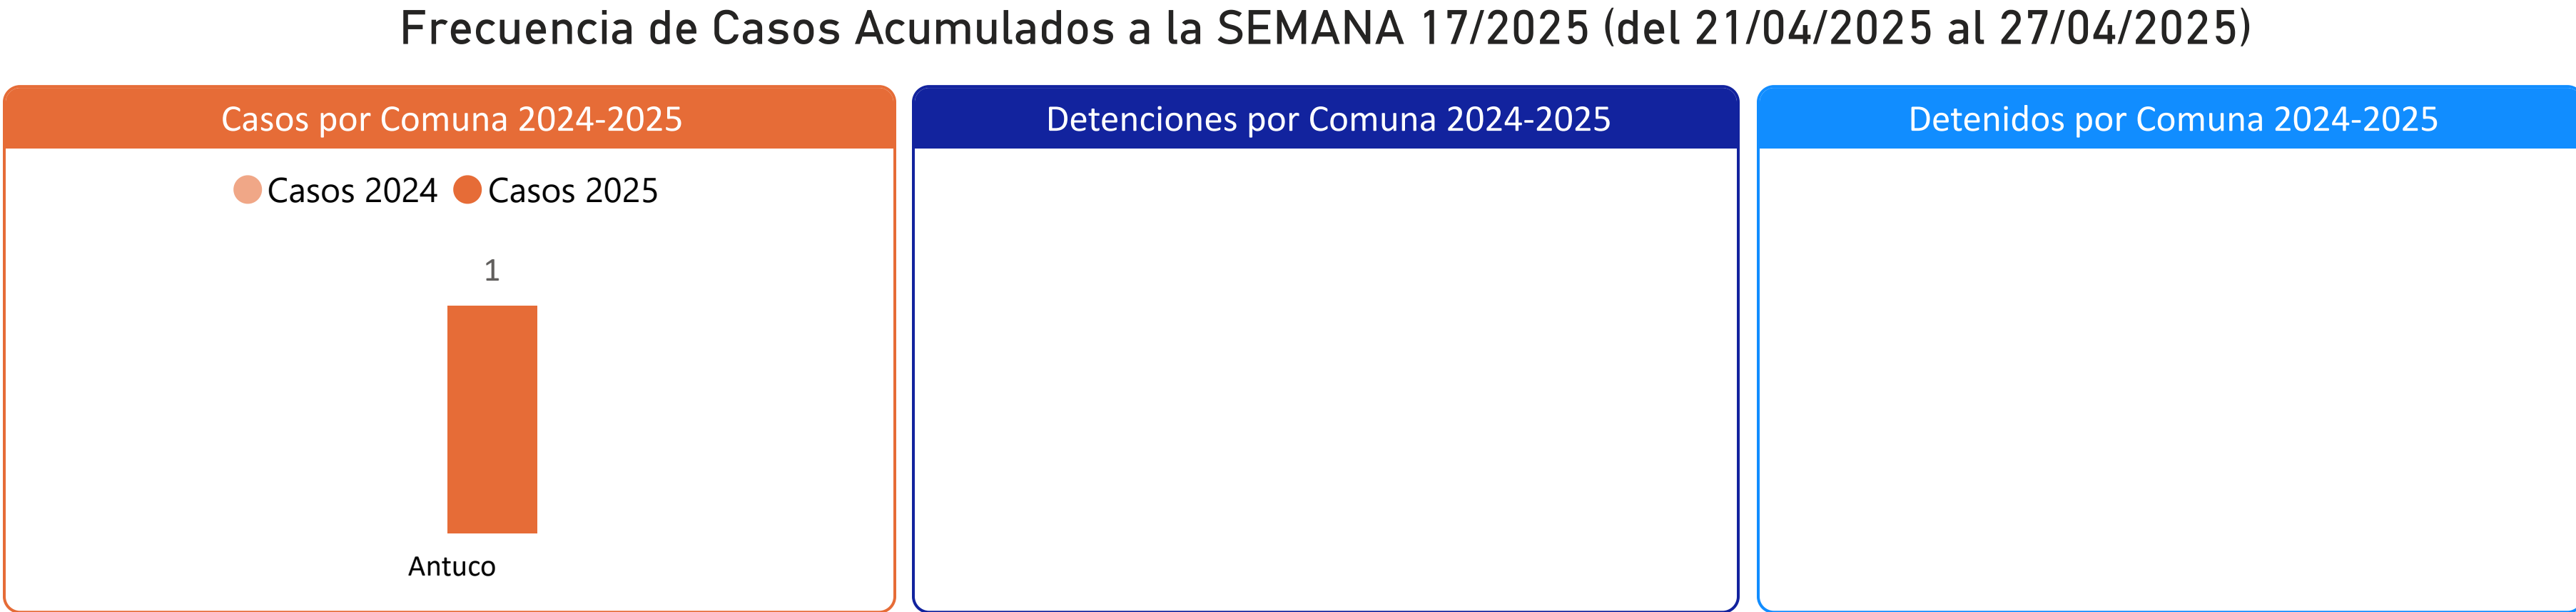 Frecuencia de Casos Acumulados a la SEMANA 17/2025 (del 21/04/2025 al 27/04/2025)
Casos por Comuna 2024-2025
Casos 2024 Casos 2025
1
Antuco
Detenciones por Comuna 2024-2025
Detenidos por Comuna 2024-2025